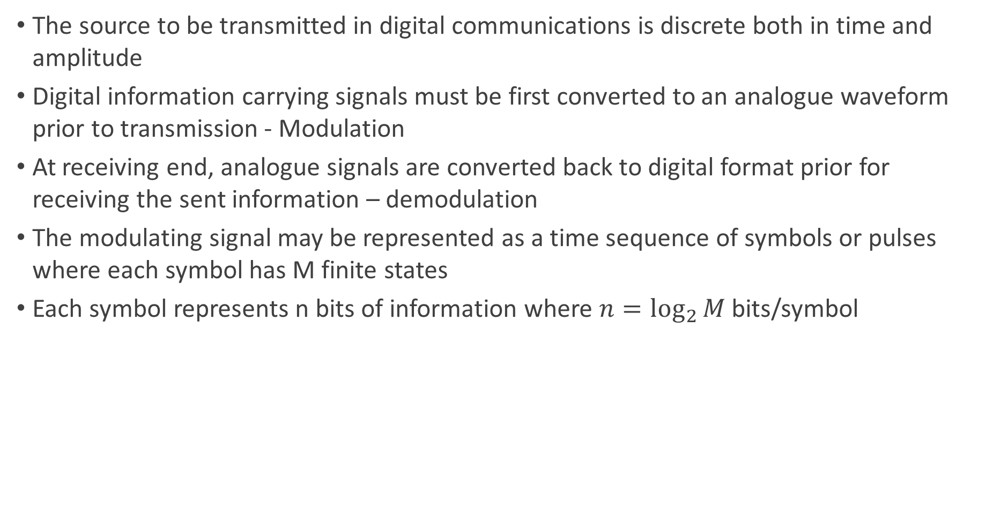 • The source to be transmitted in digital communications is discrete both in time and
amplitude
• Digital information carrying signals must be first converted to an analogue waveform
prior to transmission - Modulation
• At receiving end, analogue signals are converted back to digital format prior for
receiving the sent information – demodulation
• The modulating signal may be represented as a time sequence of symbols or pulses
where each symbol has M finite states
• Each symbol represents n bits of information where 𝑛 = log₂ 𝑀 bits/symbol